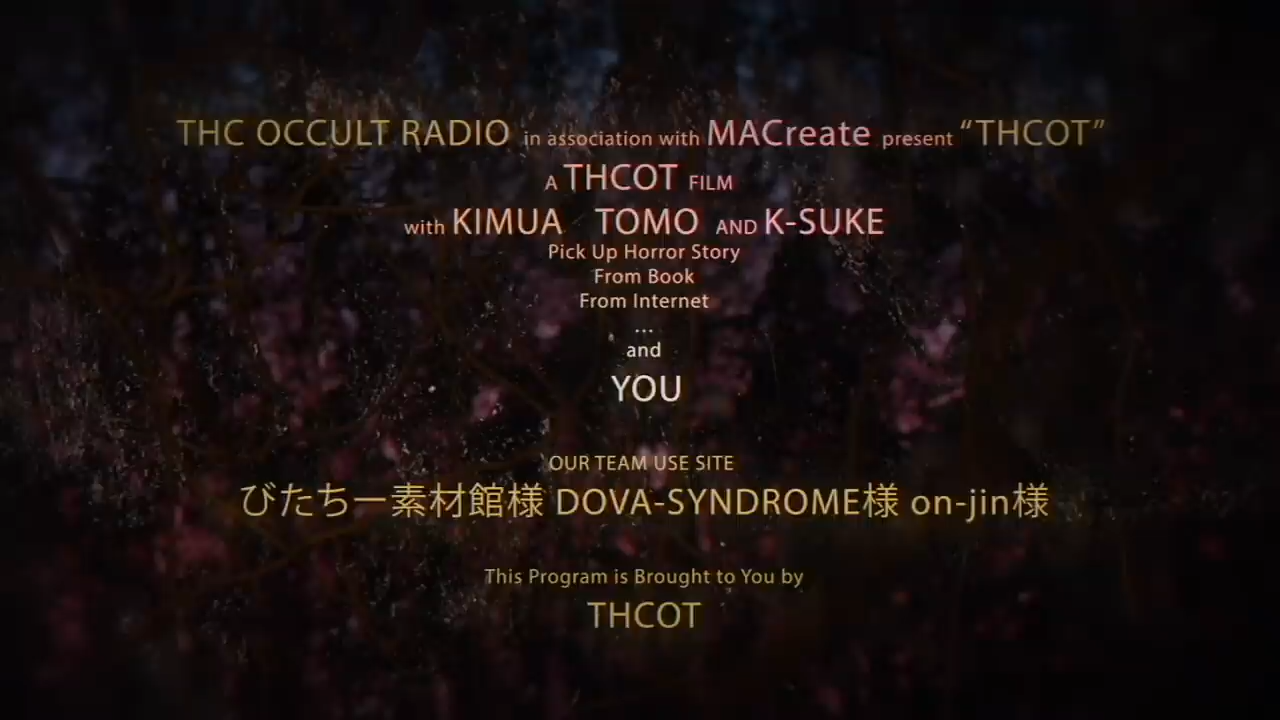 THC OCCULT RADIO in association with MACreate present “THCOT”
A THCOT FILM
with KIMUA TOMO AND K-SUKE
Pick Up Horror Story
From Book
From Internet
...
and
YOU
OUR TEAM USE SITE
びたちー素材館様 DOVA-SYNDROME様 on-jin様
This Program is Brought to You by
THCOT